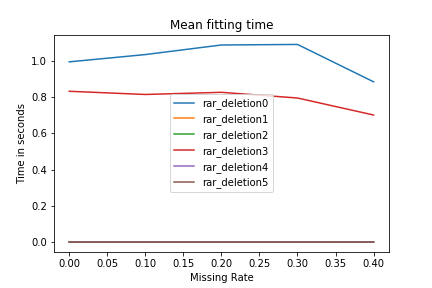 Mean fitting time
Time in seconds
1.0
0.8
0.6
0.4
0.2
0.0
rar_deletion0
rar_deletion1
rar_deletion2
rar_deletion3
rar_deletion4
rar_deletion5
0.00 0.05 0.10 0.15 0.20 0.25 0.30 0.35 0.40
Missing Rate